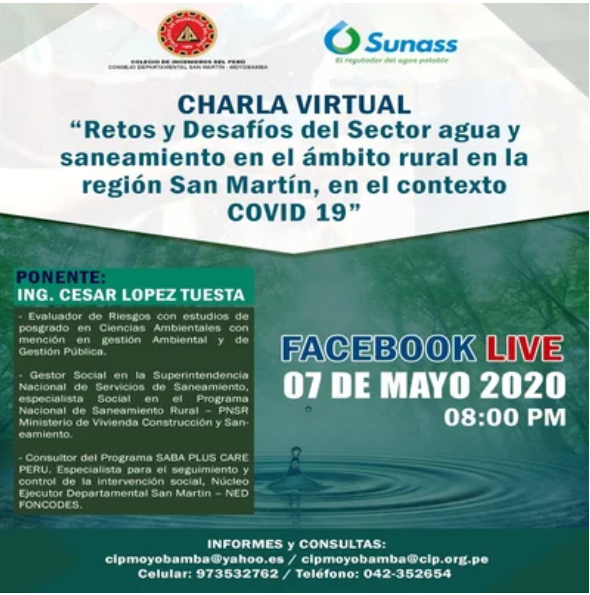 COLEGIO DE INGENIEROS DEL PERÚ
CONSEJO DEPARTAMENTAL SAN MARTÍN - MOYOBAMBA
Sunass
El regulador del agua potable
CHARLA VIRTUAL
“Retos y Desafíos del Sector agua y
saneamiento en el ámbito rural en la
región San Martín, en el contexto
COVID 19”
PONENTE:
ING. CESAR LOPEZ TUESTA
- Evaluador de Riesgos con estudios de
posgrado en Ciencias Ambientales con
mención en gestión Ambiental y de
Gestión Pública.
- Gestor Social en la Superintendencia
Nacional de Servicios de Saneamiento,
especialista Social en el Programa
Nacional de Saneamiento Rural – PNSR
Ministerio de Vivienda Construcción y San-
eamiento.
- Consultor del Programa SABA PLUS CARE
PERU, Especialista para el seguimiento y
control de la intervención social, Núcleo
Ejecutor Departamental San Martin – NED
FONCODES.
FACEBOOK LIVE
07 DE MAYO 2020
08:00 PM
INFORMES y CONSULTAS:
cipmoyobamba@yahoo.es / cipmoyobamba@cip.org.pe
Celular: 973532762 / Teléfono: 042-352654